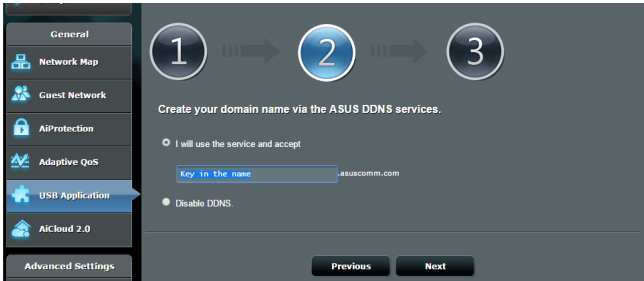 General
Network Map
Guest Network
AiProtection
Adaptive QoS
USB Application
AiCloud 2.0
Advanced Settings
1
2
3
Create your domain name via the ASUS DDNS services.
I will use the service and accept
Key in the name .asuscomm.com
Disable DDNS.
Previous Next